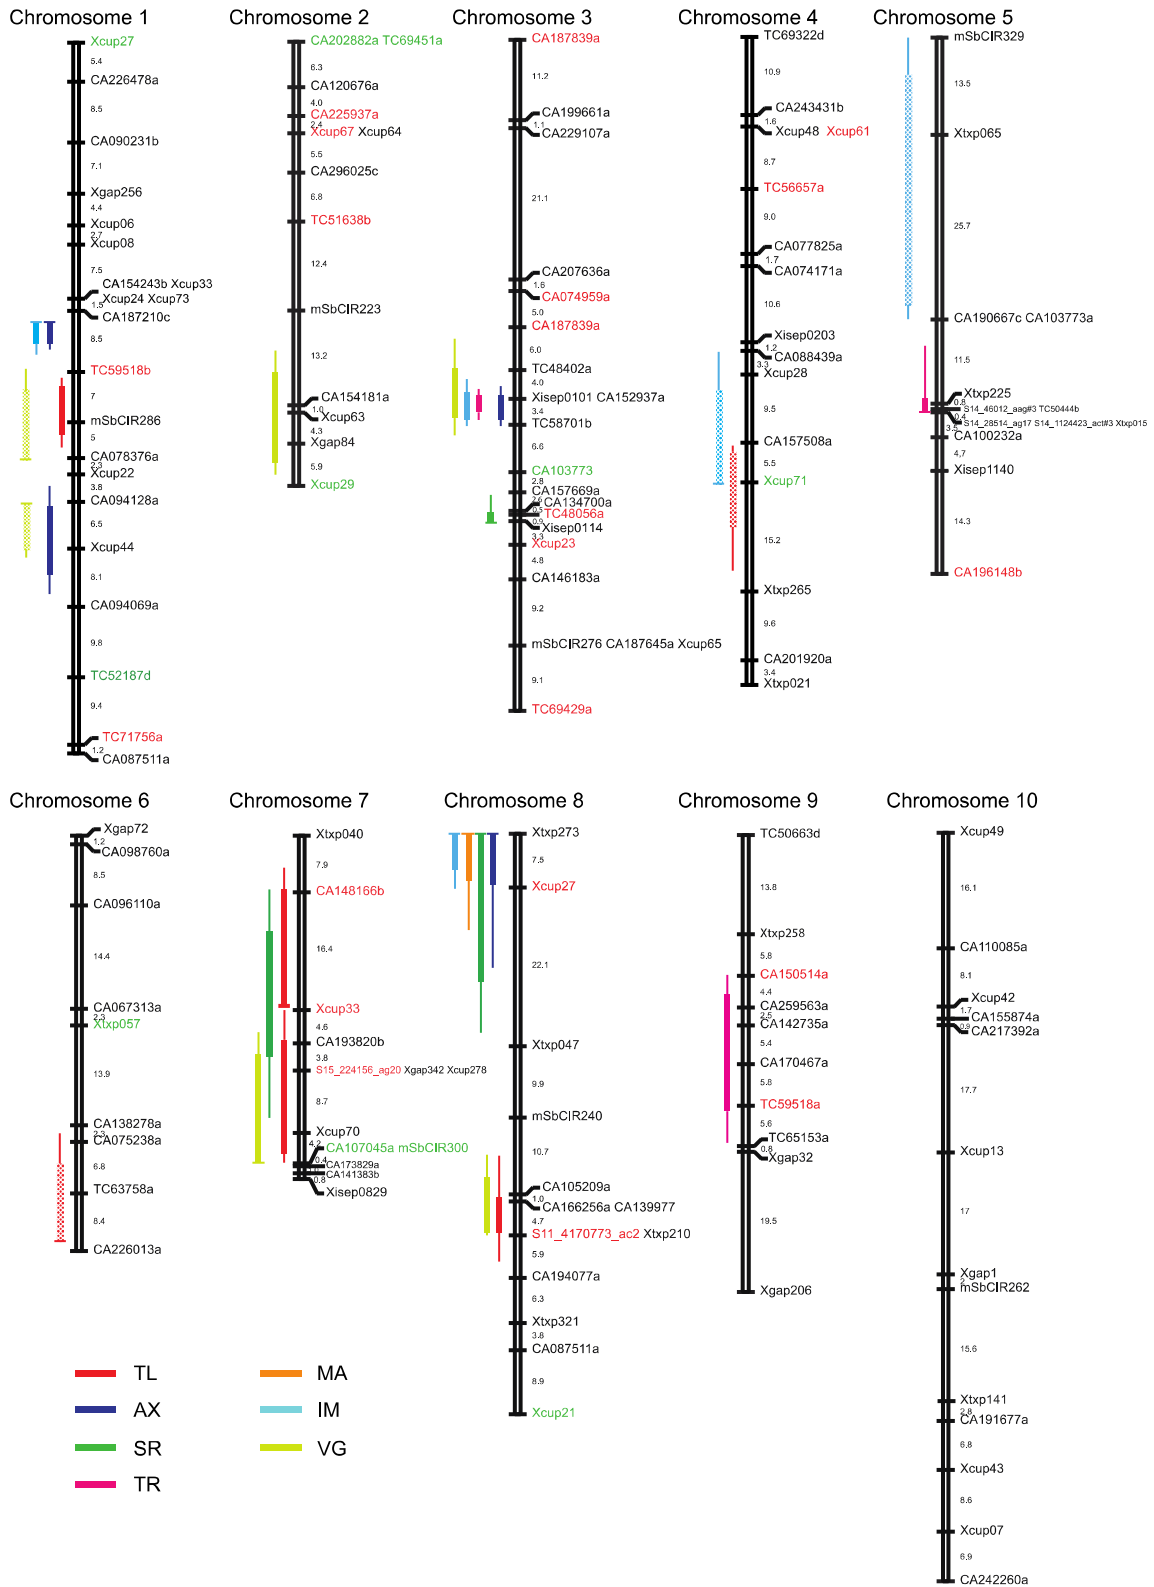 Chromosome 1
Xcup27
5.4
CA226478a
8.5
CA090231b
7.1
Xgap256
4.4
Xcup06
2.7
Xcup08
7.5
CA154243b Xcup33
Xcup24 Xcup73
1.5
CA187210c
8.5
TC59518b
7
mSbCIR286
5
CA078376a
2.3
Xcup22
3.8
CA094128a
6.5
Xcup44
8.1
CA094069a
9.8
TC52187d
9.4
TC71756a
1.2
CA087511a
Chromosome 2
CA202882a TC69451a
6.3
CA120676a
4.0
CA225937a
2.4
Xcup67 Xcup64
5.5
CA296025c
6.8
TC51638b
12.4
mSbCIR223
13.2
CA154181a
1.0
Xcup63
4.3
Xgap84
5.9
Xcup29
Chromosome 3
CA187839a
11.2
CA199661a
1.1
CA229107a
21.1
CA207636a
1.6
CA074959a
5.0
CA187839a
6.0
TC48402a
4.0
Xisep0101 CA152937a
3.4
TC58701b
6.6
CA103773
2.8
CA157669a
2.6
CA134700a
0.5
TC48056a
0.9
Xisep0114
3.3
Xcup23
4.8
CA146183a
9.2
mSbCIR276 CA187645a Xcup65
9.1
TC69429a
Chromosome 4
TC69322d
10.9
CA243431b
1.6
Xcup48 Xcup61
8.7
TC56657a
9.0
CA077825a
1.7
CA074171a
10.6
Xisep0203
1.2
CA088439a
3.3
Xcup28
9.5
CA157508a
5.5
Xcup71
15.2
Xtxp265
9.6
CA201920a
3.4
Xtxp021
Chromosome 5
mSbCIR329
13.5
Xtxp065
25.7
CA190667c CA103773a
11.5
Xtxp225
0.8
S14_46012_aag#3 TC50444b
0.4
S14_28514_ag17 S14_1124423_act#3 Xtxp015
3.5
CA100232a
4.7
Xisep1140
14.3
CA196148b
Chromosome 6
Xgap72
1.2
CA098760a
8.5
CA096110a
14.4
CA067313a
2.3
Xtxp057
13.9
CA138278a
2.3
CA075238a
6.8
TC63758a
8.4
CA226013a
Chromosome 7
Xtxp040
7.9
CA148166b
16.4
Xcup33
4.6
CA193820b
3.8
S15_224156_ag20 Xgap342 Xcup278
8.7
Xcup70
4.2
CA107045a mSbCIR300
0.4
CA173829a
CA141383b
0.8
Xisep0829
Chromosome 8
Xtxp273
7.5
Xcup27
22.1
Xtxp047
9.9
mSbCIR240
10.7
CA105209a
1.0
CA166256a CA139977
4.7
S11_4170773_ac2 Xtxp210
5.9
CA194077a
6.3
Xtxp321
3.8
CA087511a
8.9
Xcup21
Chromosome 9
TC50663d
13.8
Xtxp258
5.8
CA150514a
4.4
CA259563a
2.5
CA142735a
5.4
CA170467a
5.8
TC59518a
5.6
TC65153a
0.8
Xgap32
19.5
Xgap206
Chromosome 10
Xcup49
16.1
CA110085a
8.1
Xcup42
1.7
CA155874a
0.9
CA217392a
17.7
Xcup13
17
Xgap1
2
mSbCIR262
15.6
Xtxp141
2.8
CA191677a
6.8
Xcup43
8.6
Xcup07
6.9
CA242260a
TL
AX
SR
TR
MA
IM
VG